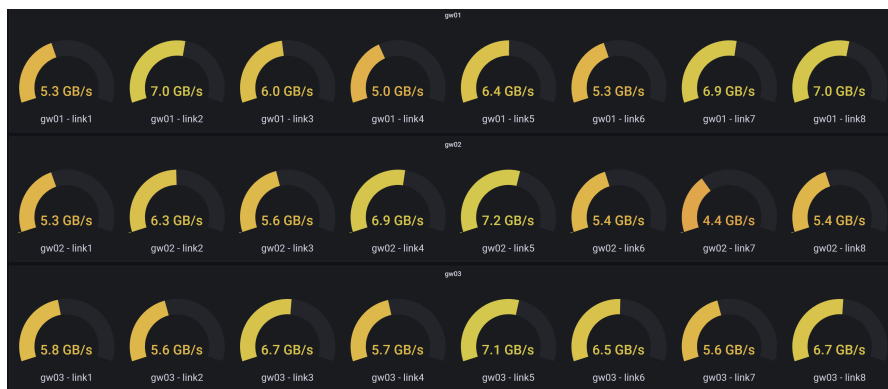 gw01
5.3 GB/s 7.0 GB/s 6.0 GB/s 5.0 GB/s 6.4 GB/s 5.3 GB/s 6.9 GB/s 7.0 GB/s
gw01 - link1 gw01 - link2 gw01 - link3 gw01 - link4 gw01 - link5 gw01 - link6 gw01 - link7 gw01 - link8
gw02
5.3 GB/s 6.3 GB/s 5.6 GB/s 6.9 GB/s 7.2 GB/s 5.4 GB/s 4.4 GB/s 5.4 GB/s
gw02 - link1 gw02 - link2 gw02 - link3 gw02 - link4 gw02 - link5 gw02 - link6 gw02 - link7 gw02 - link8
gw03
5.8 GB/s 5.6 GB/s 6.7 GB/s 5.7 GB/s 7.1 GB/s 6.5 GB/s 5.6 GB/s 6.7 GB/s
gw03 - link1 gw03 - link2 gw03 - link3 gw03 - link4 gw03 - link5 gw03 - link6 gw03 - link7 gw03 - link8